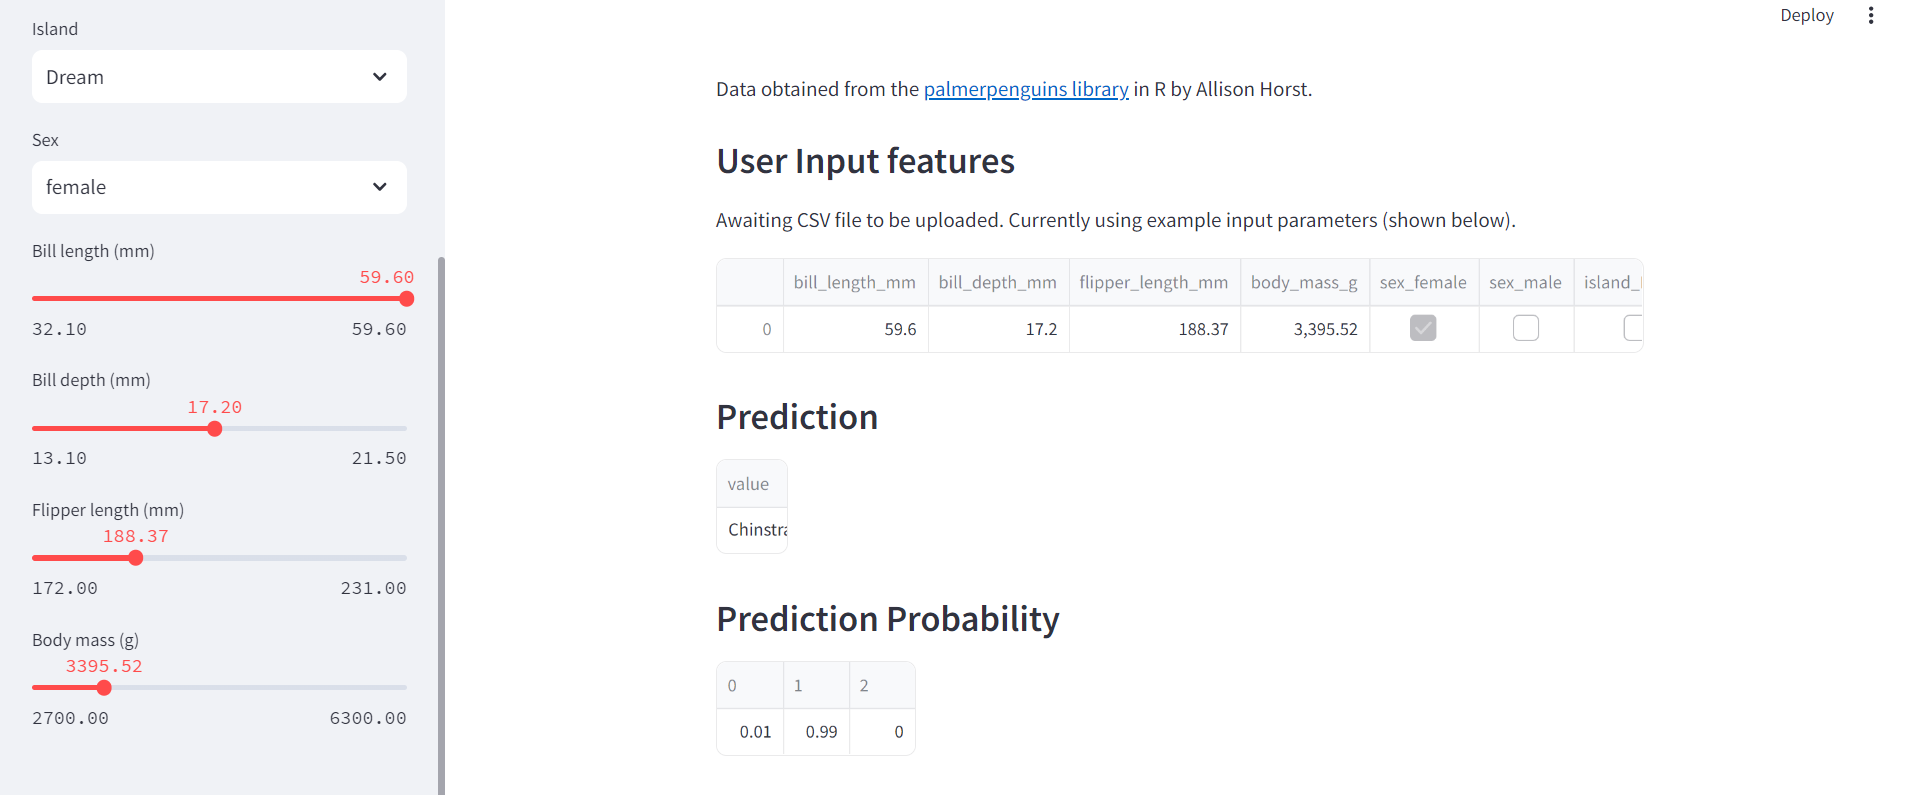 Island
Dream
Sex
female
Bill length (mm)
59.60
32.10 59.60
Bill depth (mm)
17.20
13.10 21.50
Flipper length (mm)
188.37
172.00 231.00
Body mass (g)
3395.52
2700.00 6300.00
Deploy
Data obtained from the palmerpenguins library in R by Allison Horst.
User Input features
Awaiting CSV file to be uploaded. Currently using example input parameters (shown below).
bill_length_mm bill_depth_mm flipper_length_mm body_mass_g sex_female sex_male island_
0 59.6 17.2 188.37 3,395.52
Prediction
value
Chinstra
Prediction Probability
0 1 2
0.01 0.99 0